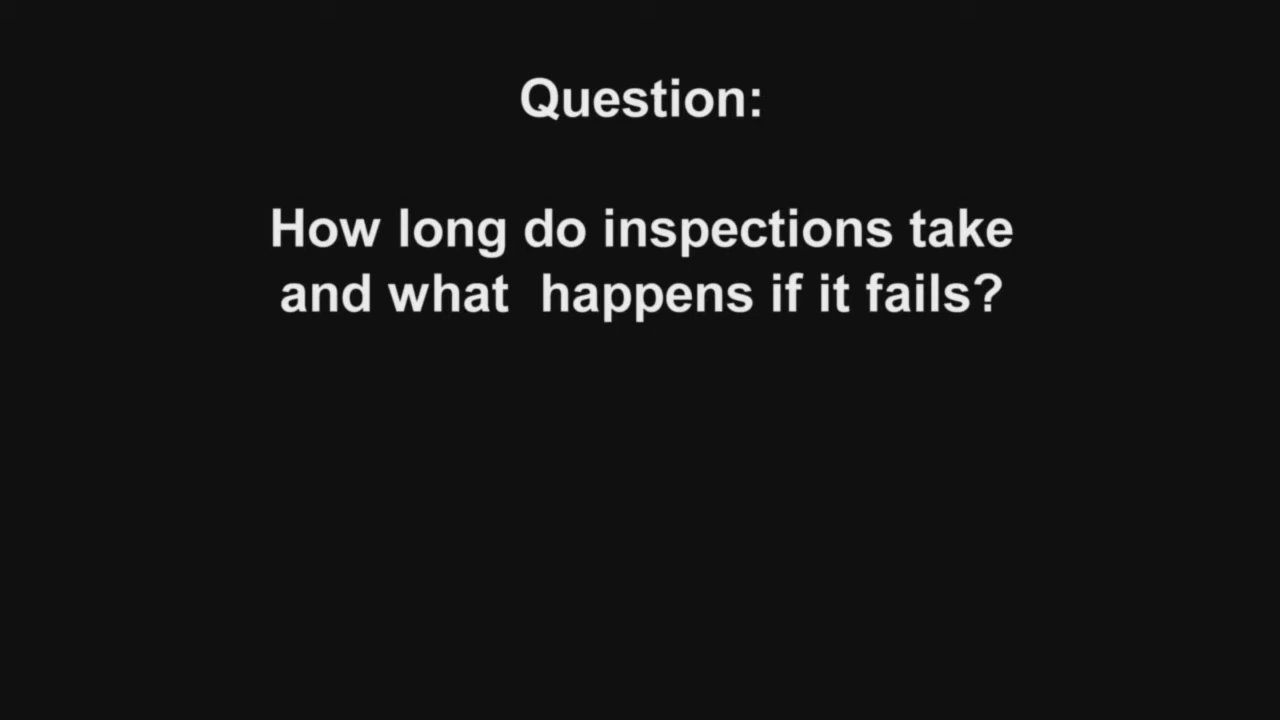 Question:
How long do inspections take
and what  happens if it fails?